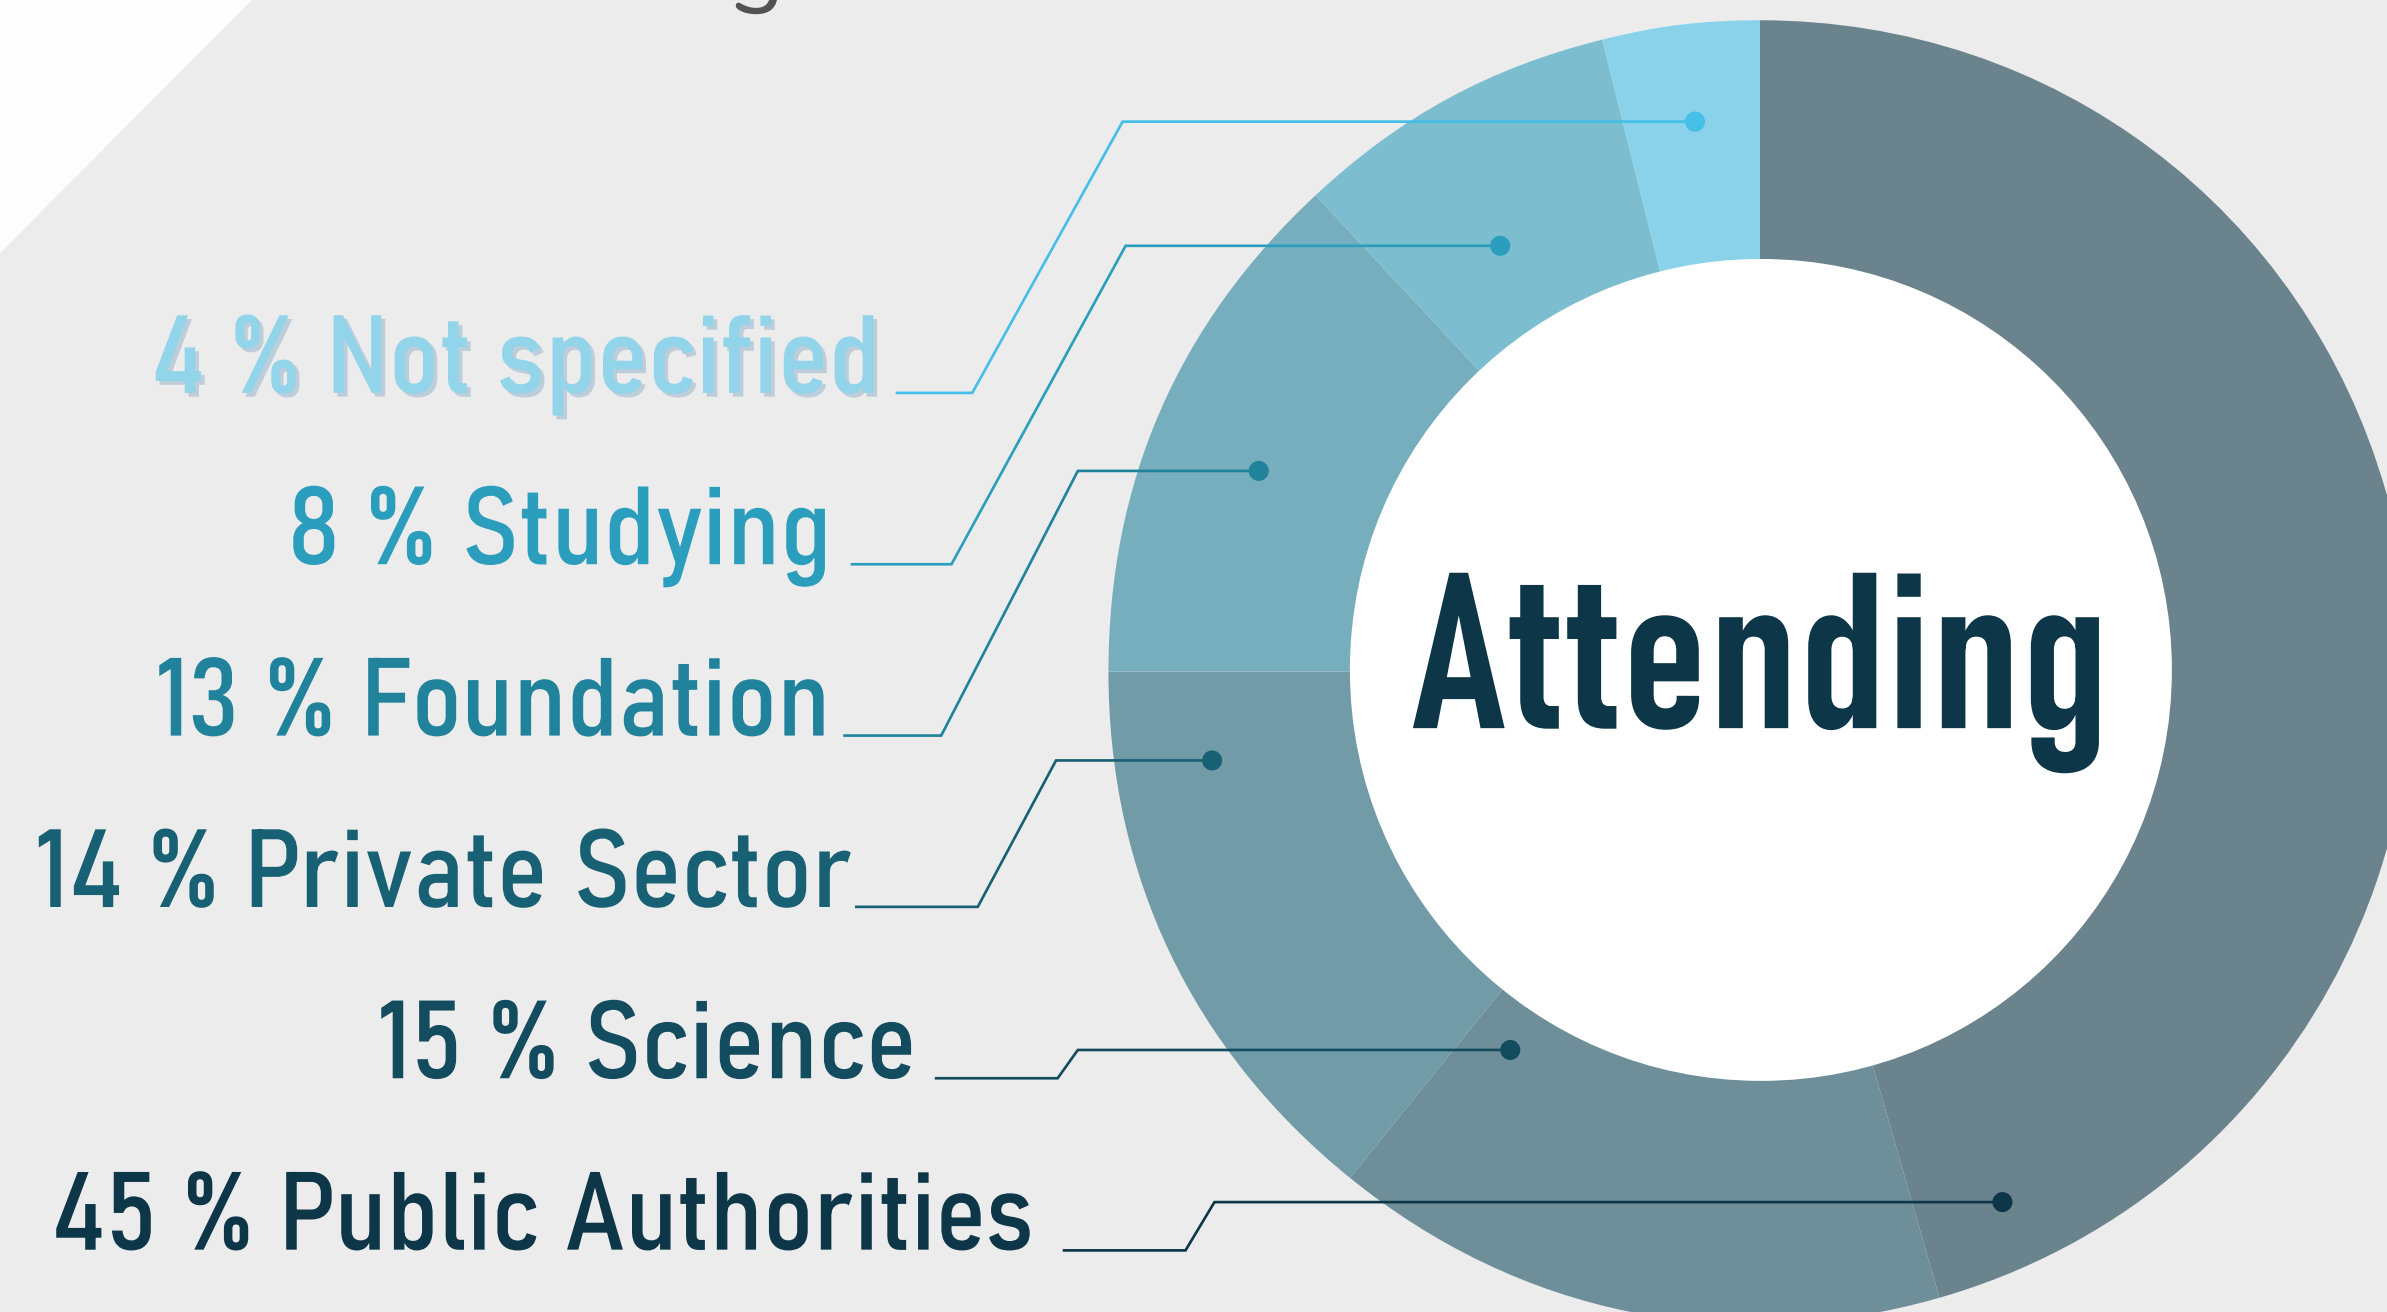 4 % Not specified
8 % Studying
13 % Foundation
14 % Private Sector
15 % Science
45 % Public Authorities
Attending